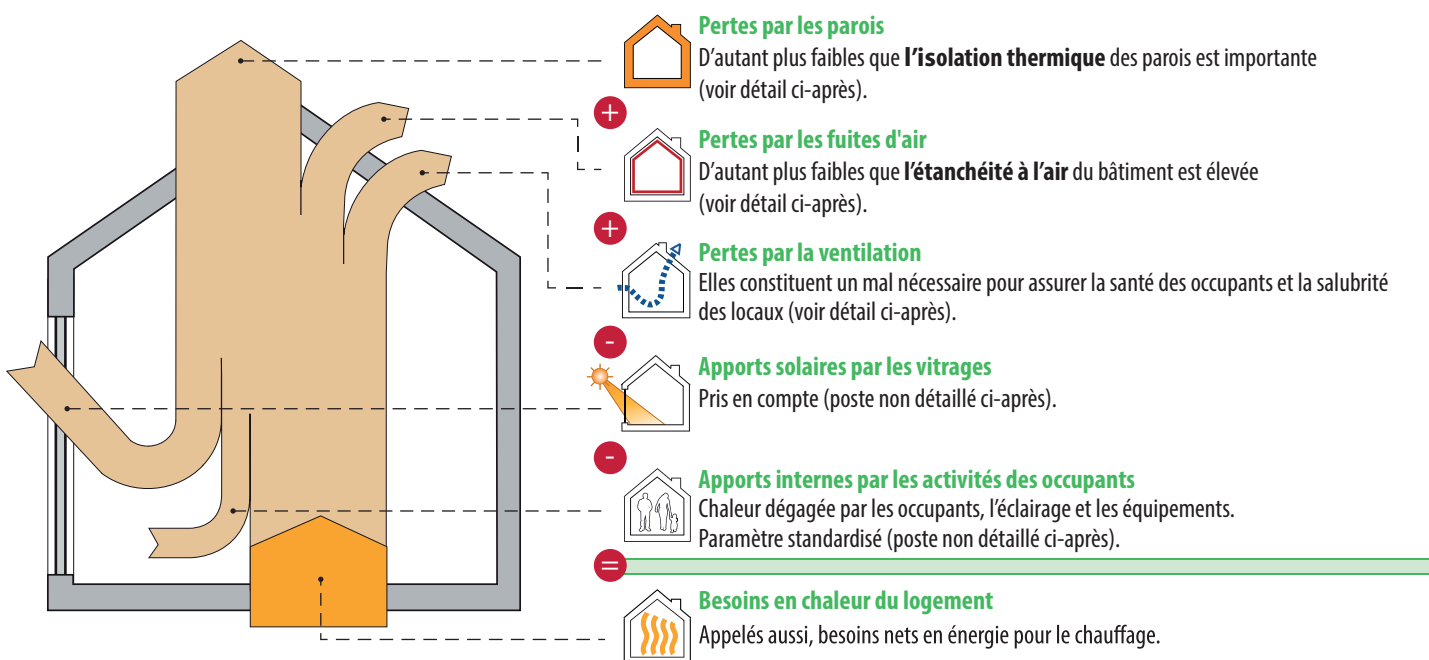 Pertes par les parois
D'autant plus faibles que l'isolation thermique des parois est importante
(voir détail ci-après).
+
Pertes par les fuites d'air
D'autant plus faibles que l'étanchéité à l'air du bâtiment est élevée
(voir détail ci-après).
+
Pertes par la ventilation
Elles constituent un mal nécessaire pour assurer la santé des occupants et la salubrité
des locaux (voir détail ci-après).
-
Apports solaires par les vitrages
Pris en compte (poste non détaillé ci-après).
-
Apports internes par les activités des occupants
Chaleur dégagée par les occupants, l'éclairage et les équipements.
Paramètre standardisé (poste non détaillé ci-après).
=
Besoins en chaleur du logement
Appelés aussi, besoins nets en énergie pour le chauffage.